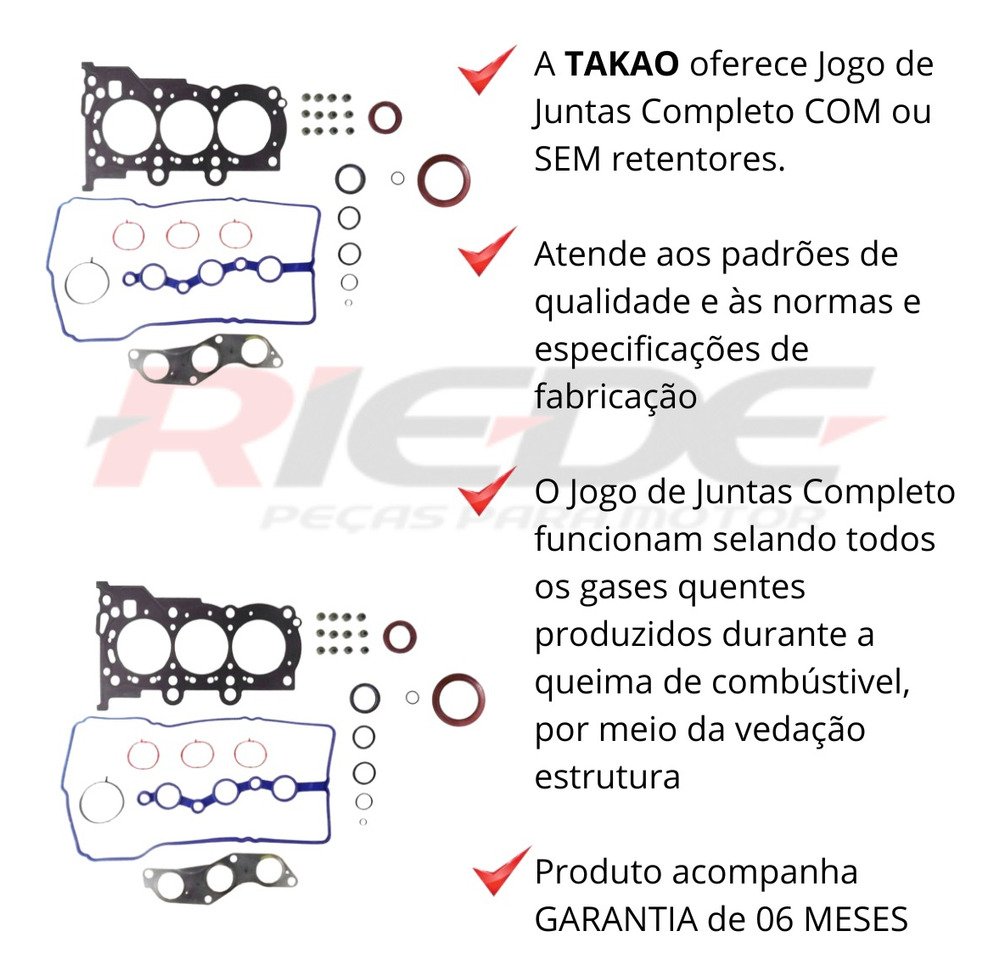 A TAKAO oferece Jogo de
Juntas Completo COM ou
SEM retentores.
Atende aos padrões de
qualidade e às normas e
especificações de
fabricação
RIEDE
PEÇAS PARA MOTOR
O Jogo de Juntas Completo
funcionam selando todos
os gases quentes
produzidos durante a
queima de combústivel,
por meio da vedação
estrutura
Produto acompanha
GARANTIA de 06 MESES